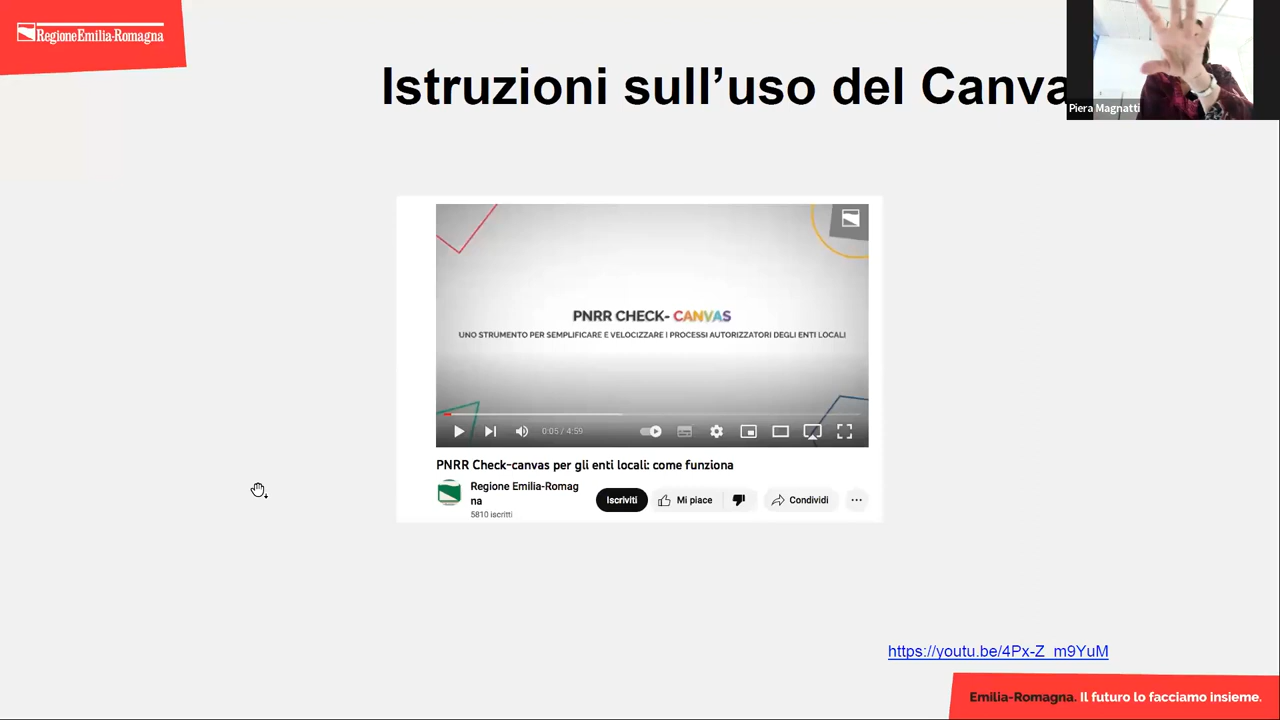 RegioneEmilia-Romagna
Istruzioni sull'uso del Canva
Piera Magnatti
PNRR CHECK- CANVAS
UNO STRUMENTO PER SEMPLIFICARE E VELOCIZZARE I PROCESSI AUTORIZZATORI DEGLI ENTI LOCALI
0:05 / 4:59
PNRR Check-canvas per gli enti locali: come funziona
Regione Emilia-Romag
na
5810 iscritti
Iscriviti
Mi piace
Condividi
https://youtu.be/4Px-Z_m9YuM
Emilia-Romagna. Il futuro lo facciamo insieme.